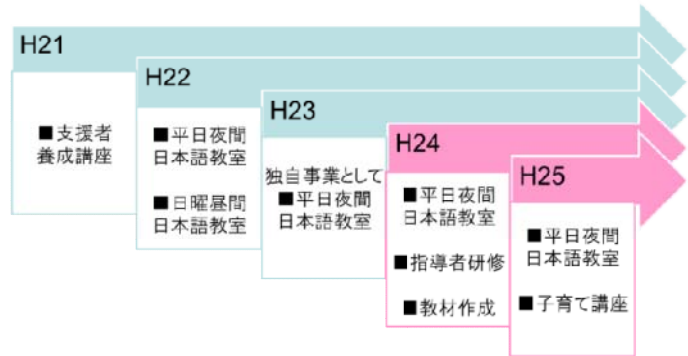 H21
■支援者
養成講座
H22
■平日夜間
日本語教室
■日曜昼間
日本語教室
H23
独自事業として
■平日夜間
日本語教室
H24
■平日夜間
日本語教室
■指導者研修
■教材作成
H25
■平日夜間
日本語教室
■子育て講座